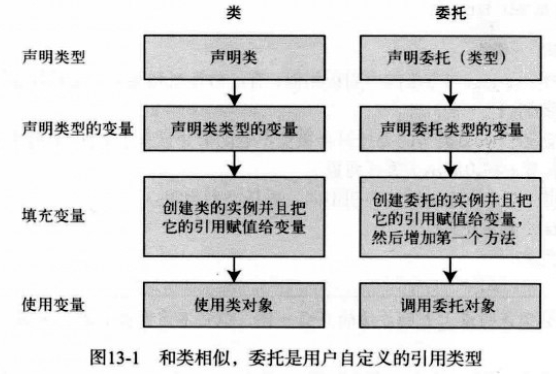 类 委托
声明类型 声明类 声明委托（类型）
声明类型的变量 声明类类型的变量 声明委托类型的变量
填充变量
创建类的实例并且把
它的引用赋值给变量
创建委托的实例并且把
它的引用赋值给变量，
然后增加第一个方法
使用变量 使用类对象 调用委托对象
图13-1 和类相似，委托是用户自定义的引用类型